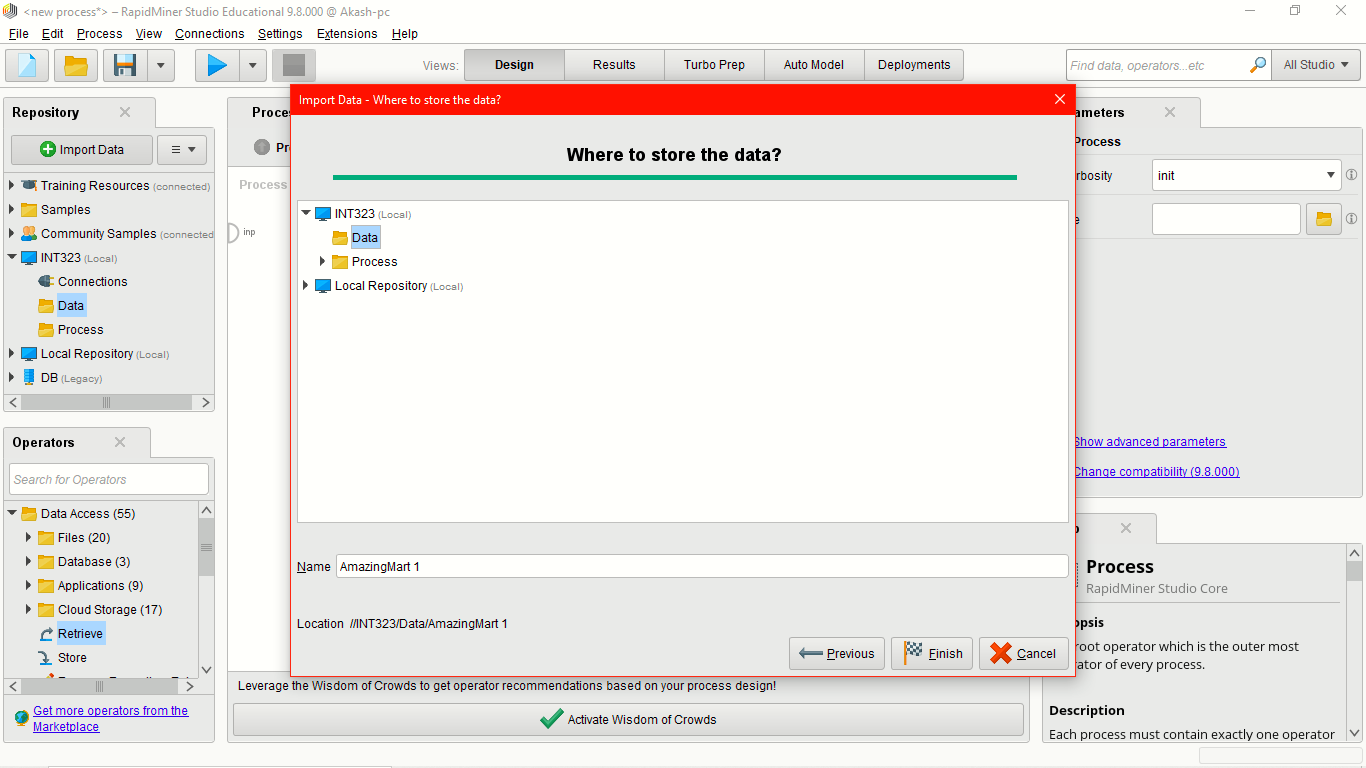 <new process*> – RapidMiner Studio Educational 9.8.000 @ Akash-pc
File Edit Process View Connections Settings Extensions Help
Views: Design Results Turbo Prep Auto Model Deployments
Find data, operators...etc
All Studio
Repository
Import Data
Training Resources (connected)
Samples
Community Samples (connected
INT323 (Local)
Connections
Data
Process
Local Repository (Local)
DB (Legacy)
Operators
Search for Operators
Data Access (55)
Files (20)
Database (3)
Applications (9)
Cloud Storage (17)
Retrieve
Store
Get more operators from the
Marketplace
Process
inp
Import Data - Where to store the data?
Where to store the data?
INT323 (Local)
Data
Process
Local Repository (Local)
Name AmazingMart 1
Location //INT323/Data/AmazingMart 1
Previous Finish Cancel
Leverage the Wisdom of Crowds to get operator recommendations based on your process design!
Activate Wisdom of Crowds
ameters
Process
init
Show advanced parameters
Change compatibility (9.8.000)
Process
RapidMiner Studio Core
opsis
root operator which is the outer most
ator of every process.
Description
Each process must contain exactly one operator